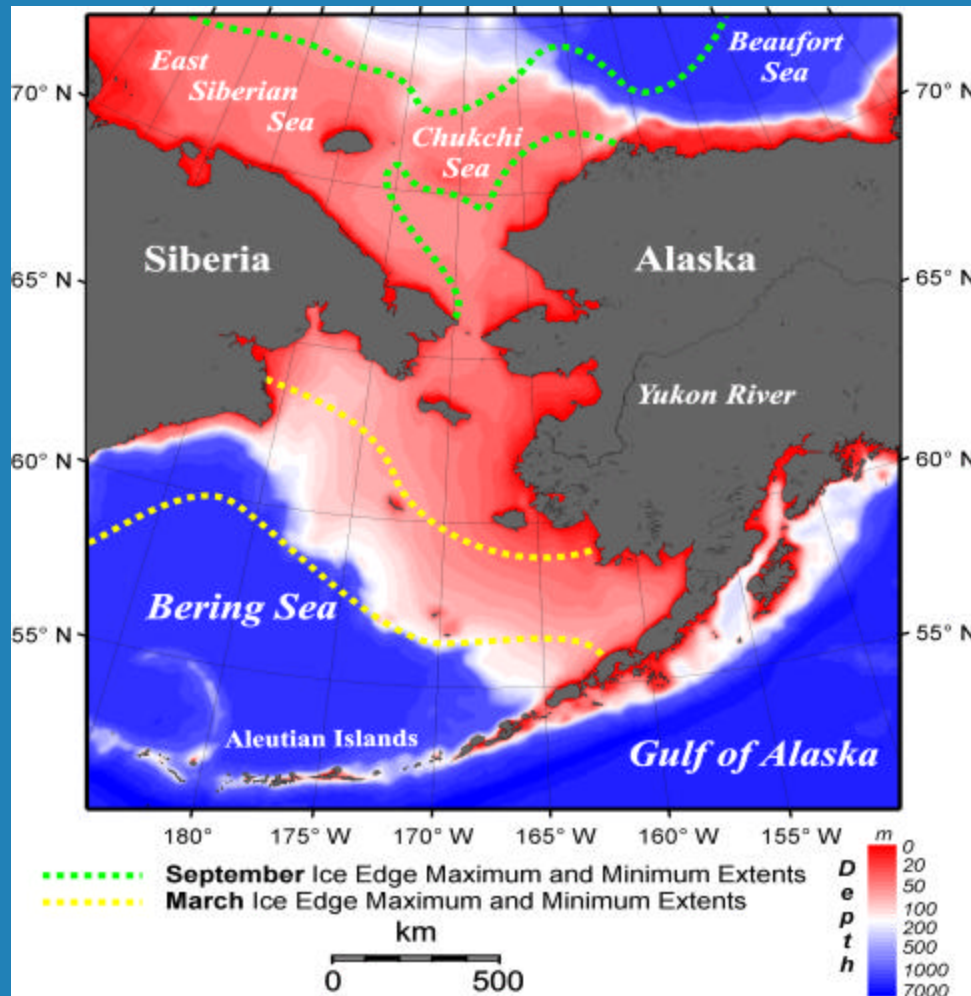 East
Siberian
Sea
Beaufort
Sea
70° N
70° N
Chukchi
Sea
Siberia
Alaska
65° N
65° N
Yukon River
60° N
60° N
Bering Sea
55° N
55° N
Aleutian Islands
Gulf of Alaska
180° 175° W 170° W 165° W 160° W 155° W
September Ice Edge Maximum and Minimum Extents
March Ice Edge Maximum and Minimum Extents
km
0 500
Depth
m
0
20
50
100
200
500
1000
7000